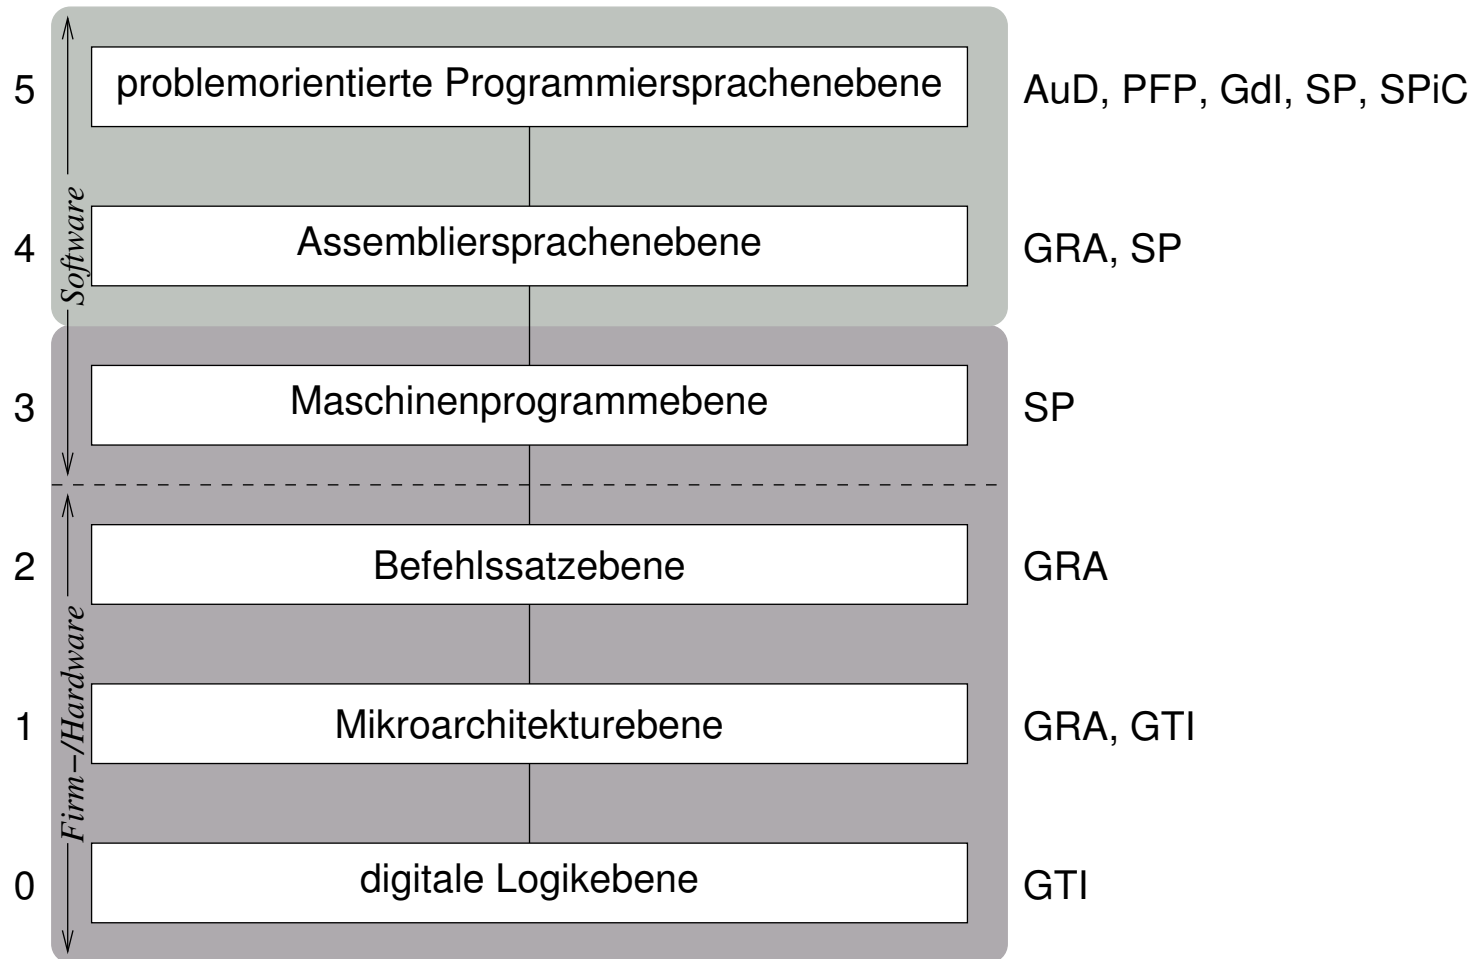 5 problemorientierte Programmiersprachenebene AuD, PFP, GdI, SP, SPiC
4 Assembliersprachenebene GRA, SP
Software
3 Maschinenprogrammebene SP
2 Befehlssatzebene GRA
1 Mikroarchitekturebene GRA, GTI
Firm-/Hardware
0 digitale Logikebene GTI